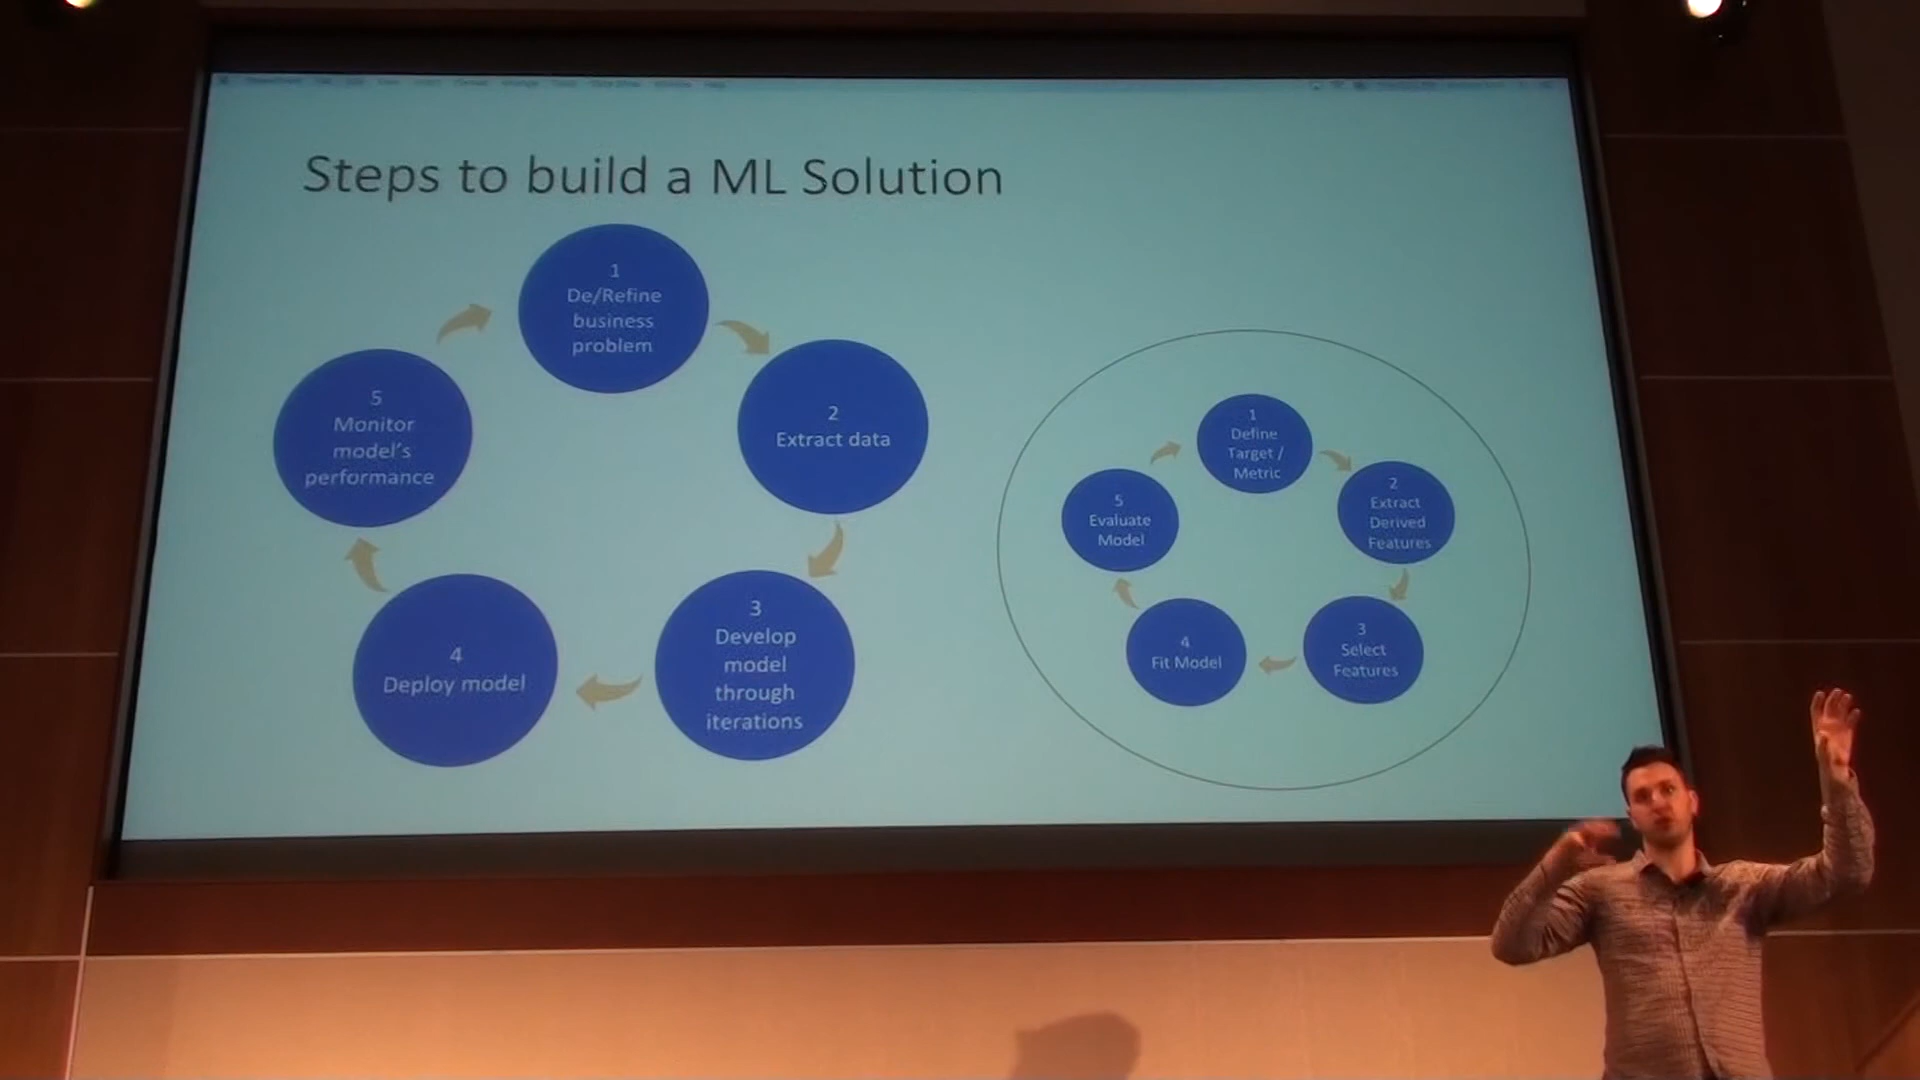 Steps to build a ML Solution
1
De/Refine
business
problem
2
Extract data
3
Develop
model
through
iterations
4
Deploy model
5
Monitor
model's
performance
1
Define
Target /
Metric
2
Extract
Derived
Features
3
Select
Features
4
Fit Model
5
Evaluate
Model